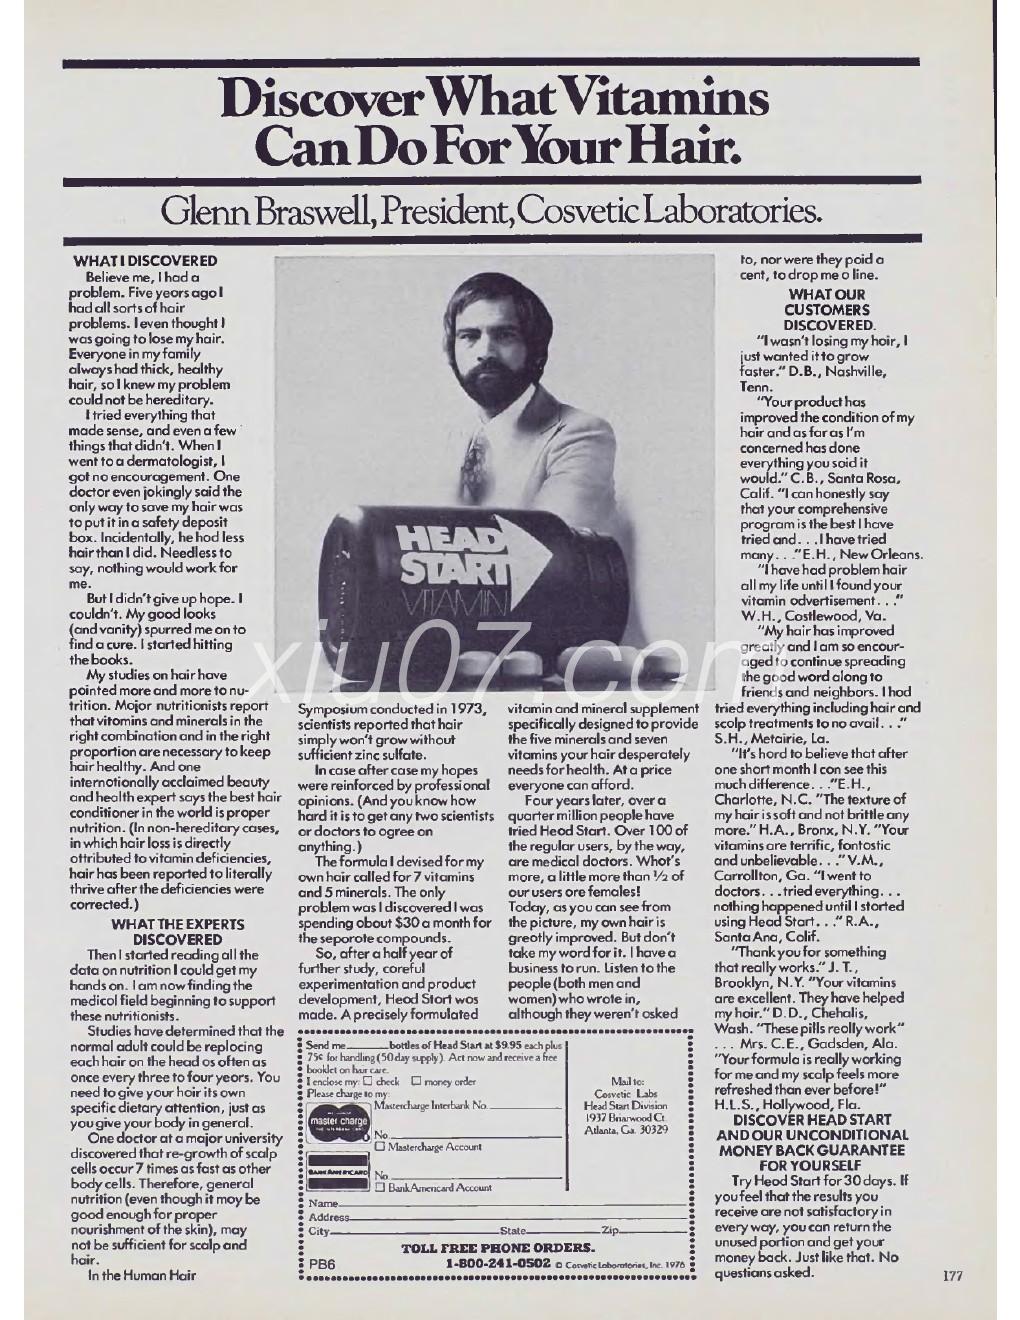 Discover What Vitamins
Can Do For Your Hair.
Glenn Braswell, President, Cosvetic Laboratories.
WHAT I DISCOVERED
Believe me, I had a
problem. Five years ago I
had all sorts of hair
problems. I even thought I
was going to lose my hair.
Everyone in my family
always had thick, healthy
hair, so I knew my problem
could not be hereditary.
I tried everything that
made sense, and even a few
things that didn't. When I
went to a dermatologist, I
got no encouragement. One
doctor even jokingly said the
only way to save my hair was
to put it in a safety deposit
box. Incidentally, he had less
hair than I did. Needless to
say, nothing would work for
me.
But I didn't give up hope. I
couldn't. My good looks
(and vanity) spurred me on to
find a cure. I started hitting
the books.
My studies on hair have
pointed more and more to nu-
trition. Major nutritionists report
that vitamins and minerals in the
right combination and in the right
proportion are necessary to keep
hair healthy. And one
internationally acclaimed beauty
and health expert says the best hair
conditioner in the world is proper
nutrition. (In non-hereditary cases,
in which hair loss is directly
attributed to vitamin deficiencies,
hair has been reported to literally
thrive after the deficiencies were
corrected.)
WHAT THE EXPERTS
DISCOVERED
Then I started reading all the
data on nutrition I could get my
hands on. I am now finding the
medical field beginning to support
these nutritionists.
Studies have determined that the
normal adult could be replacing
each hair on the head as often as
once every three to four years. You
need to give your hair its own
specific dietary attention, just as
you give your body in general.
One doctor at a major university
discovered that re-growth of scalp
cells occur 7 times as fast as other
body cells. Therefore, general
nutrition (even though it may be
good enough for proper
nourishment of the skin), may
not be sufficient for scalp and
hair.
In the Human Hair
HEAD
START
VITAMIN
xiu07.com
Symposium conducted in 1973,
scientists reported that hair
simply won't grow without
sufficient zinc sulfate.
In case after case my hopes
were reinforced by professional
opinions. (And you know how
hard it is to get any two scientists
or doctors to agree on
anything.)
The formula I devised for my
own hair called for 7 vitamins
and 5 minerals. The only
problem was I discovered I was
spending about $30 a month for
the seporote compounds.
So, after a half year of
further study, careful
experimentation and product
development, Head Start was
made. A precisely formulated
vitamin and mineral supplement
specifically designed to provide
the five minerals and seven
vitamins your hair desperately
needs for health. At a price
everyone can afford.
Four years later, over a
quarter million people have
tried Head Start. Over 100 of
the regular users, by the way,
are medical doctors. What's
more, a little more than ½ of
our users are females!
Today, as you can see from
the picture, my own hair is
greatly improved. But don't
take my word for it. I have a
business to run. Listen to the
people (both men and
women) who wrote in,
although they weren't asked
to, nor were they paid a
cent, to drop me a line.
WHAT OUR
CUSTOMERS
DISCOVERED.
"I wasn't losing my hair, I
just wanted it to grow
faster." D.B., Nashville,
Tenn.
"Your product has
improved the condition of my
hair and as far as I'm
concerned has done
everything you said it
would." C.B., Santa Rosa,
Calif. "I can honestly say
that your comprehensive
program is the best I have
tried and. . .I have tried
many. . ." E.H., New Orleans.
"I have had problem hair
all my life until I found your
vitamin advertisement. . ."
W.H., Castlewood, Va.
"My hair has improved
greatly and I am so encour-
aged to continue spreading
the good word along to
friends and neighbors. I had
tried everything including hair and
scalp treatments to no avail. . ."
S.H., Metairie, La.
"It's hard to believe that after
one short month I can see this
much difference. . ." E.H.,
Charlotte, N.C. "The texture of
my hair is soft and not brittle any
more." H.A., Bronx, N.Y. "Your
vitamins are terrific, fantastic
and unbelievable. . ." V.M.,
Carrollton, Ga. "I went to
doctors. . .tried everything. . .
nothing happened until I started
using Head Start. . ." R.A.,
Santa Ana, Calif.
"Thank you for something
that really works." J. T.,
Brooklyn, N.Y. "Your vitamins
are excellent. They have helped
my hair." D.D., Chehalis,
Wash. "These pills really work"
. . . Mrs. C.E., Gadsden, Ala.
"Your formula is really working
for me and my scalp feels more
refreshed than ever before!"
H.L.S., Hollywood, Fla.
DISCOVER HEAD START
AND OUR UNCONDITIONAL
MONEY BACK GUARANTEE
FOR YOURSELF
Try Head Start for 30 days. If
you feel that the results you
receive are not satisfactory in
every way, you can return the
unused portion and get your
money back. Just like that. No
questions asked.
Send me bottles of Head Start at $9.95 each plus
75¢ for handling (50 day supply). Act now and receive a free
booklet on hair care.
I enclose my: ☐ check ☐ money order
Please charge to my:
Mastercharge Interbank No.
master charge
THE INTERBANK CARD
No.
☐ Mastercharge Account
BANKAMERICARD
No.
☐ BankAmericard Account
Mail to:
Cosvetic Labs
Head Start Division
1937 Briarwood Ct.
Atlanta, Ga. 30329
Name
Address
City State Zip
TOLL FREE PHONE ORDERS.
PB6 1-800-241-0502 © Cosvetic Laboratories, Inc. 1976
177